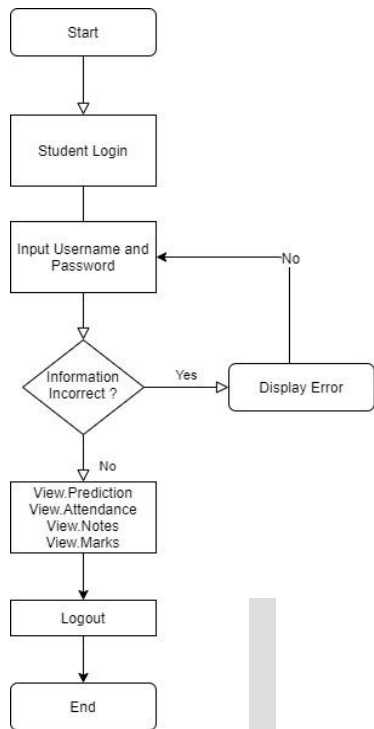 Start
Student Login
Input Username and
Password
No
Information
Incorrect ?
Yes
Display Error
No
View.Prediction
View.Attendance
View.Notes
View.Marks
Logout
End